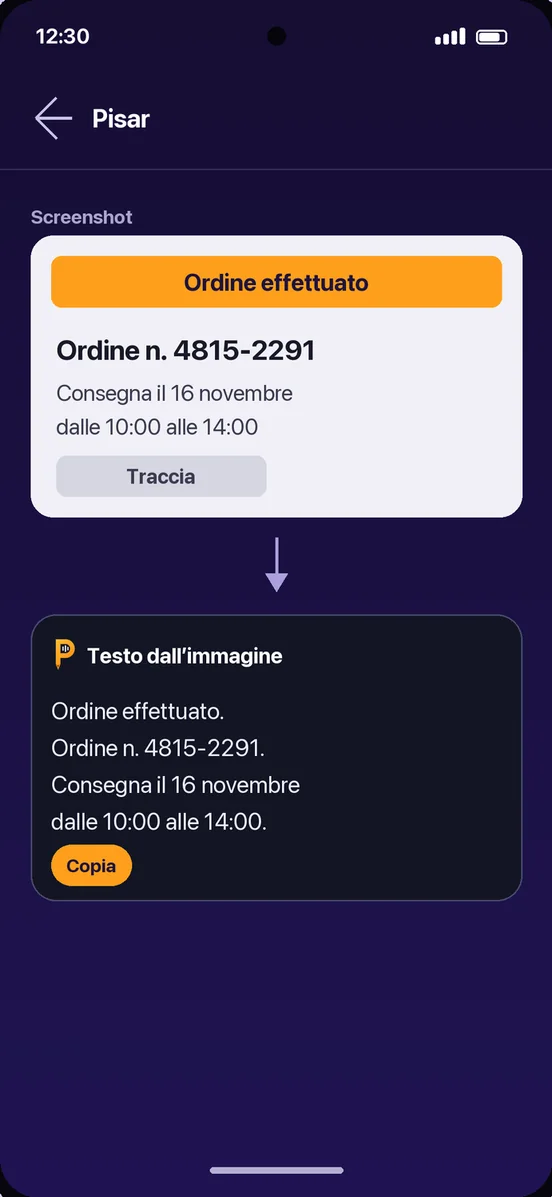 12:30
Pisar
Screenshot
Ordine effettuato
Ordine n. 4815-2291
Consegna il 16 novembre
dalle 10:00 alle 14:00
Traccia
Testo dall’immagine
Ordine effettuato.
Ordine n. 4815-2291.
Consegna il 16 novembre
dalle 10:00 alle 14:00.
Copia